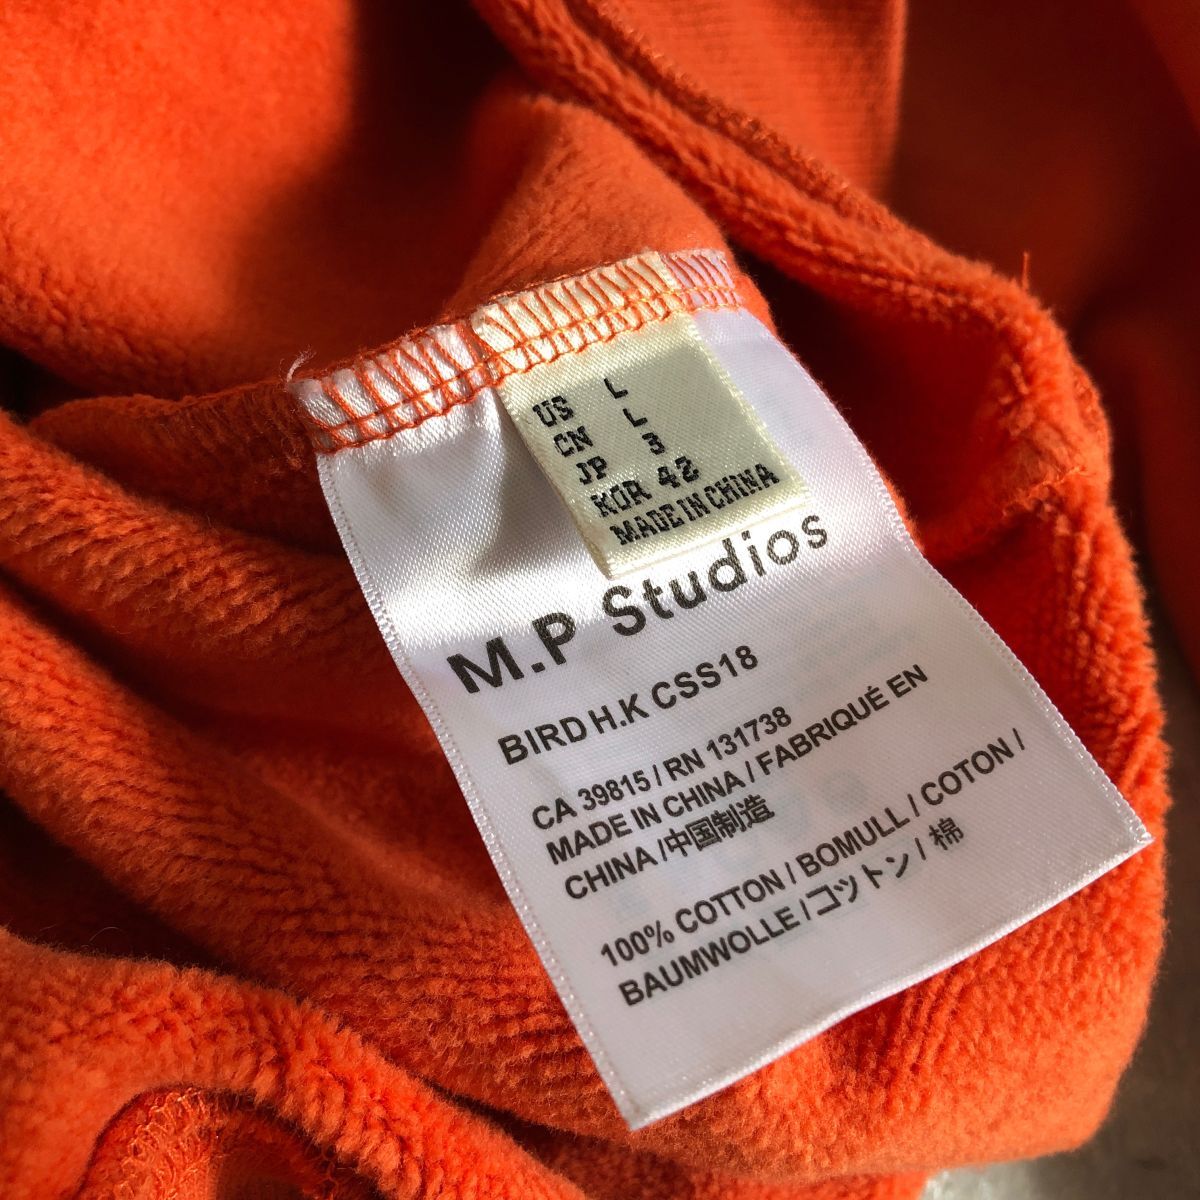 US L
CN L
JP 3
KOR 42
MADE IN CHINA
M.P Studios
BIRD H.K CSS18
CA 39815 / RN 131738
MADE IN CHINA / FABRIQUÉ EN
CHINA /中国制造
100% COTTON / BOMULL / COTON /
BAUMWOLLE / コットン / 棉